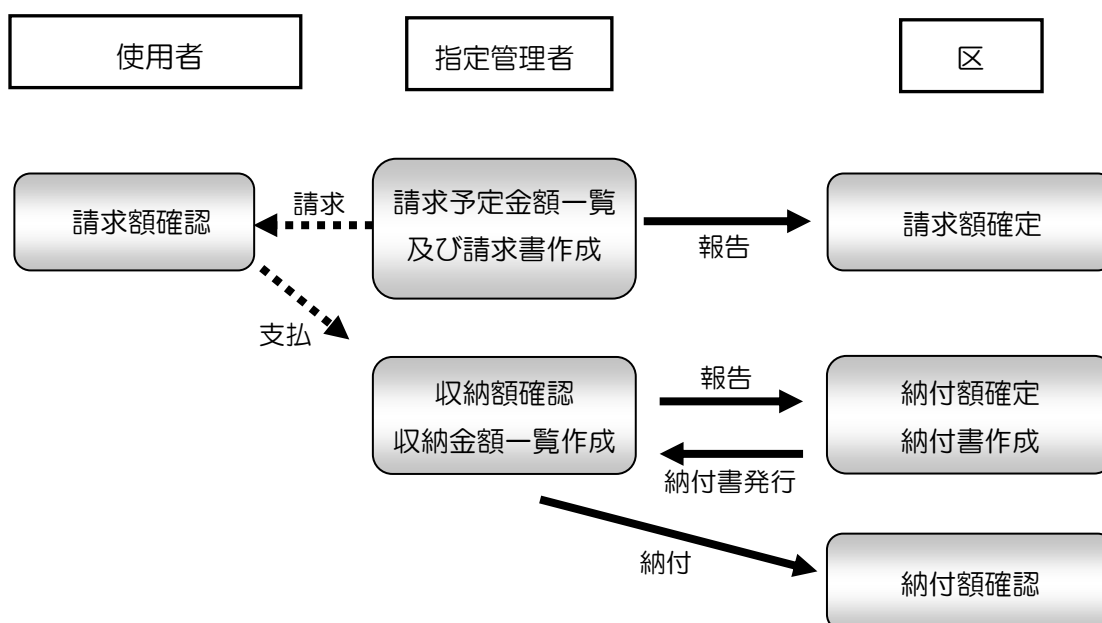 使用者
指定管理者
区
請求額確認
請求
請求予定金額一覧
及び請求書作成
報告
請求額確定
支払
収納額確認
収納金額一覧作成
報告
納付書発行
納付額確定
納付書作成
納付
納付額確認